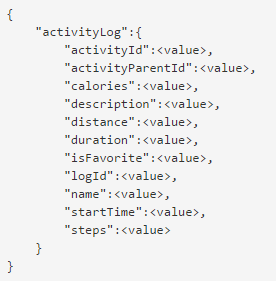 {
    "activityLog":{
        "activityId":<value>,
        "activityParentId":<value>,
        "calories":<value>,
        "description":<value>,
        "distance":<value>,
        "duration":<value>,
        "isFavorite":<value>,
        "logId":<value>,
        "name":<value>,
        "startTime":<value>,
        "steps":<value>
    }
}